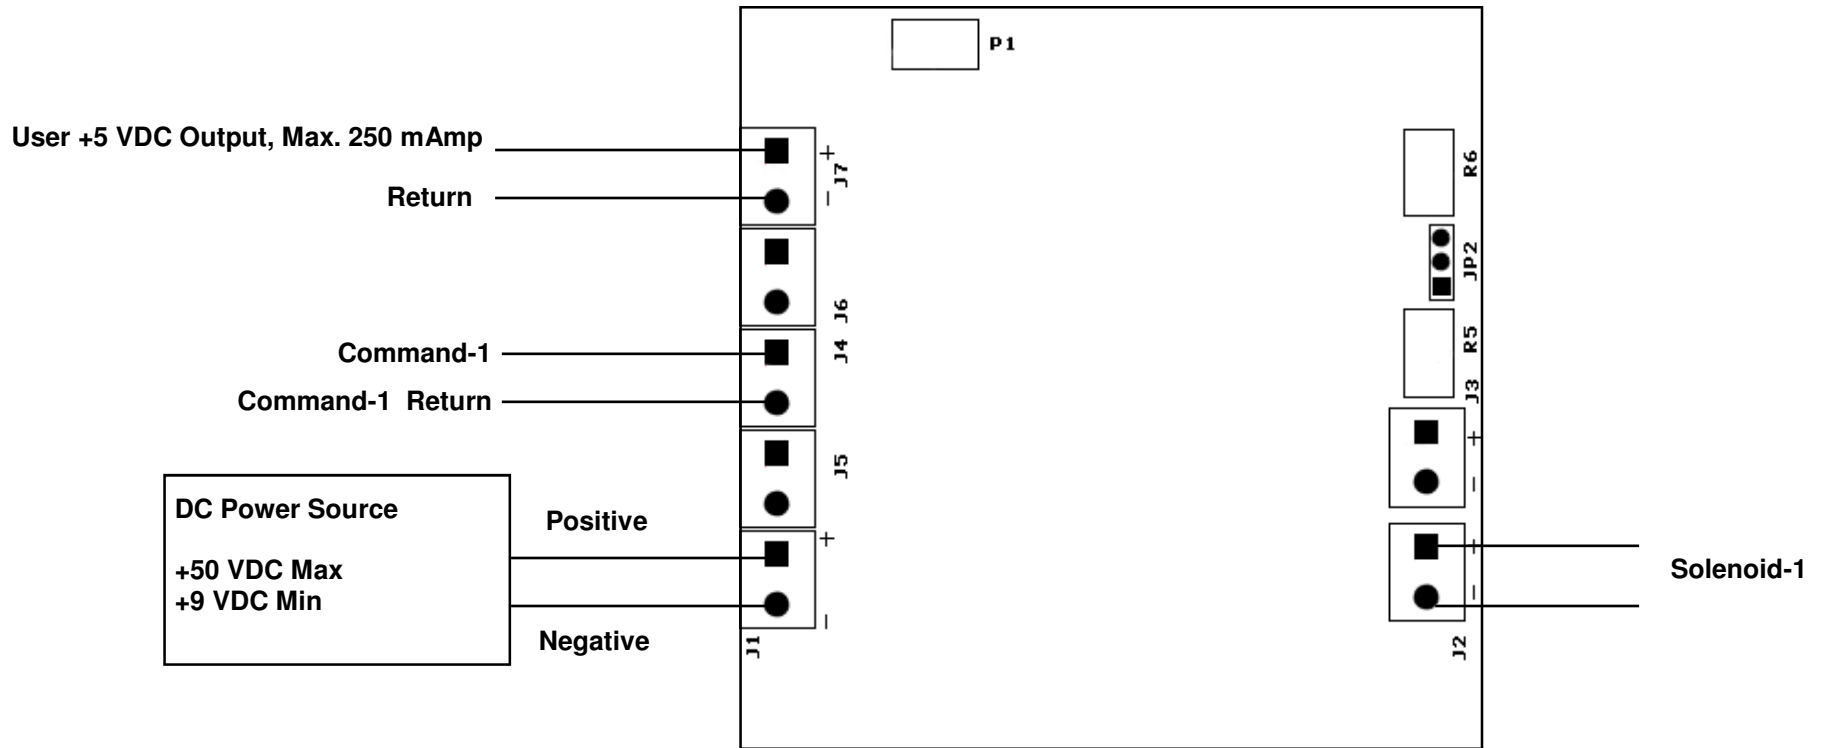 P1
User +5 VDC Output, Max. 250 mAmp
+
J7
Return
−
R6
JP2
J6
Command-1
J4
R5
Command-1 Return
J3
+
J5
−
DC Power Source
Positive
+
+50 VDC Max
+9 VDC Min
+
Solenoid-1
−
Negative
−
J1
J2